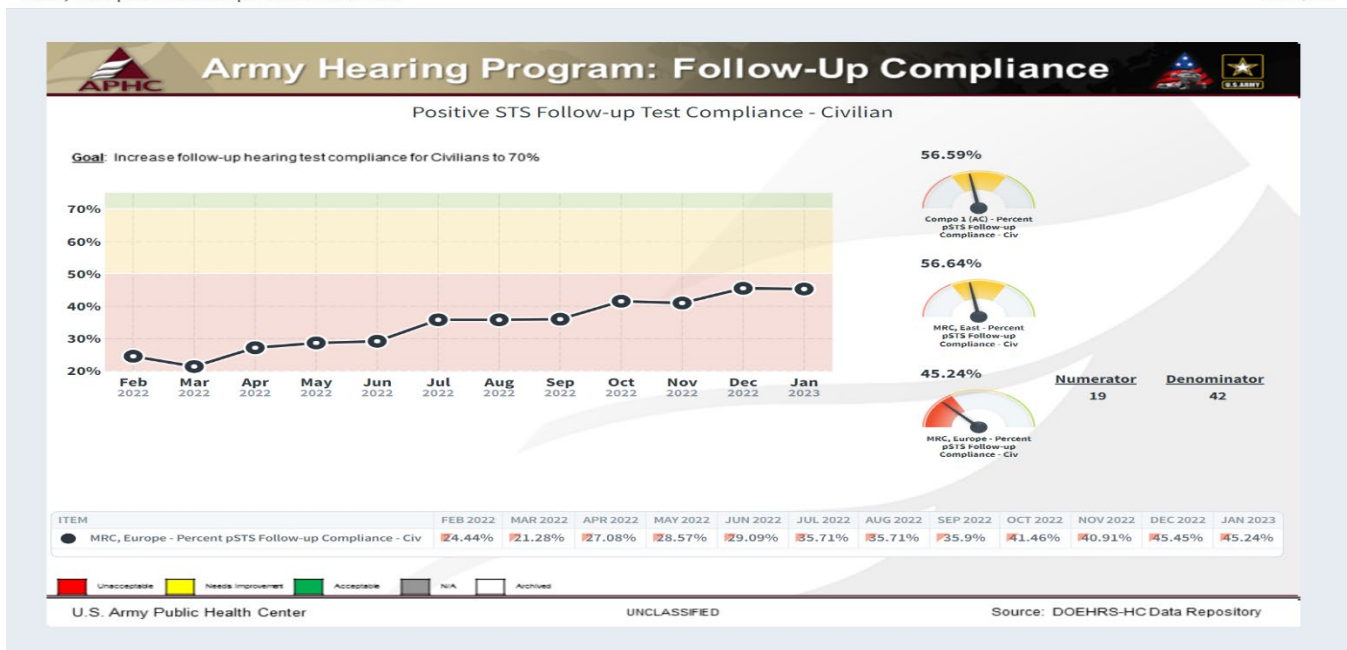 APHC
Army Hearing Program: Follow-Up Compliance
U.S.ARMY
Positive STS Follow-up Test Compliance - Civilian
Goal: Increase follow-up hearing test compliance for Civilians to 70%
70%
60%
50%
40%
30%
20%
Feb Mar Apr May Jun Jul Aug Sep Oct Nov Dec Jan
2022 2022 2022 2022 2022 2022 2022 2022 2022 2022 2022 2023
56.59%
Compo 1 (AC) - Percent
pSTS Follow-up
Compliance - Civ
56.64%
MRC, East - Percent
pSTS Follow-up
Compliance - Civ
45.24%
MRC, Europe - Percent
pSTS Follow-up
Compliance - Civ
Numerator Denominator
19 42
ITEM FEB 2022 MAR 2022 APR 2022 MAY 2022 JUN 2022 JUL 2022 AUG 2022 SEP 2022 OCT 2022 NOV 2022 DEC 2022 JAN 2023
MRC, Europe - Percent pSTS Follow-up Compliance - Civ 24.44% 21.28% 27.08% 28.57% 29.09% 35.71% 35.71% 35.9% 41.46% 40.91% 45.45% 45.24%
Unacceptable Needs Improvement Acceptable N/A Archived
U.S. Army Public Health Center UNCLASSIFIED Source: DOEHRS-HC Data Repository